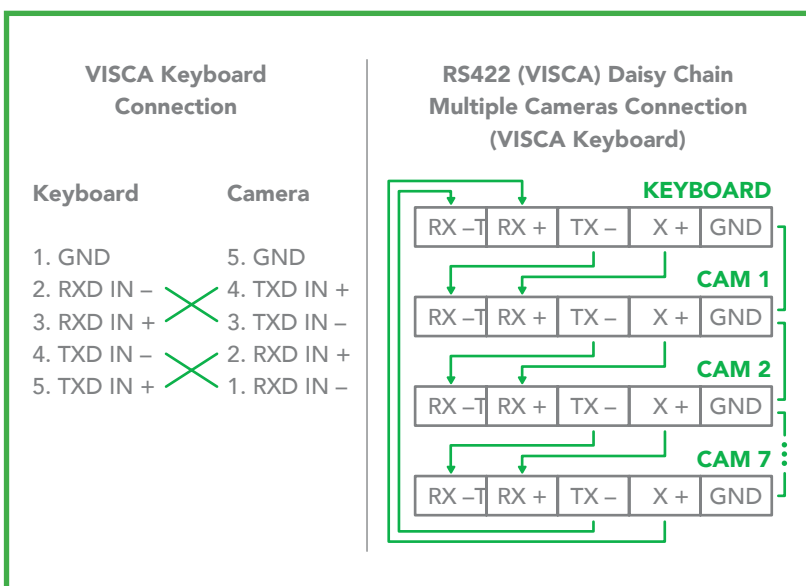 VISCA Keyboard
Connection
Keyboard Camera
1. GND 5. GND
2. RXD IN – 4. TXD IN +
3. RXD IN + 3. TXD IN –
4. TXD IN – 2. RXD IN +
5. TXD IN + 1. RXD IN –
RS422 (VISCA) Daisy Chain
Multiple Cameras Connection
(VISCA Keyboard)
KEYBOARD
RX –T RX + TX – X + GND
CAM 1
RX –T RX + TX – X + GND
CAM 2
RX –T RX + TX – X + GND
CAM 7
RX –T RX + TX – X + GND